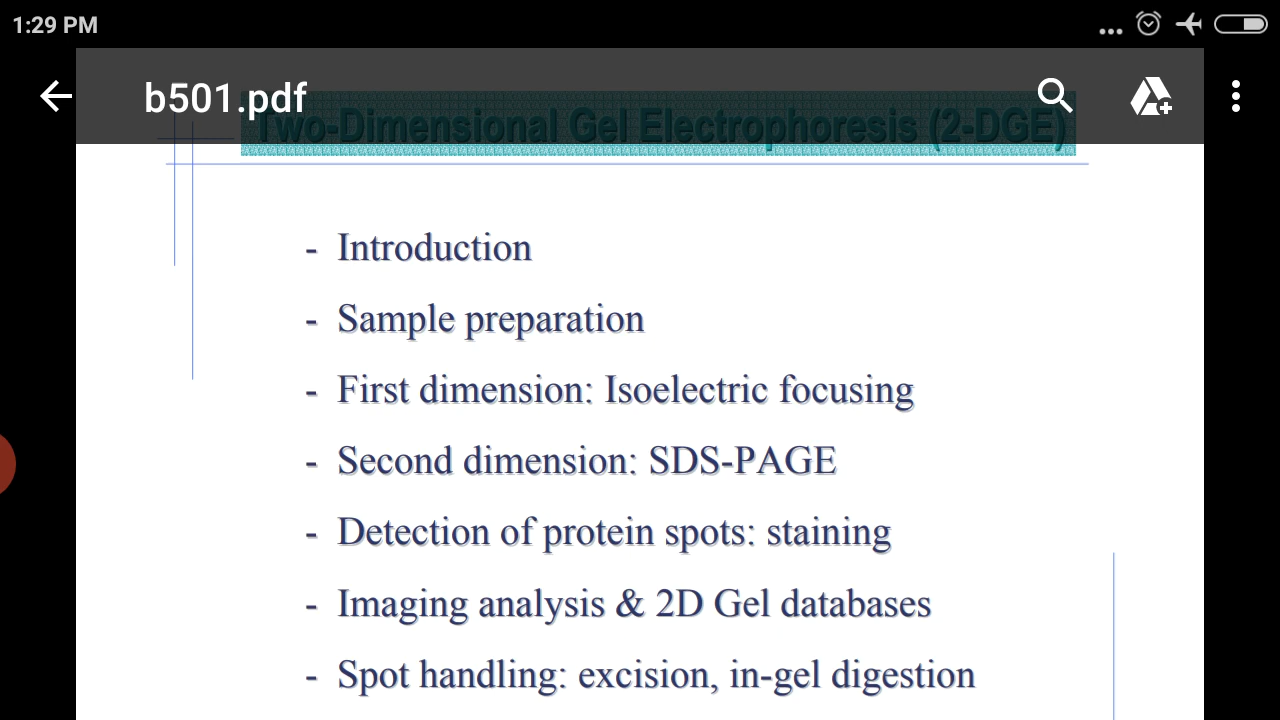 1:29 PM
b501.pdf
Two-Dimensional Gel Electrophoresis (2-DGE)
- Introduction
- Sample preparation
- First dimension: Isoelectric focusing
- Second dimension: SDS-PAGE
- Detection of protein spots: staining
- Imaging analysis & 2D Gel databases
- Spot handling: excision, in-gel digestion